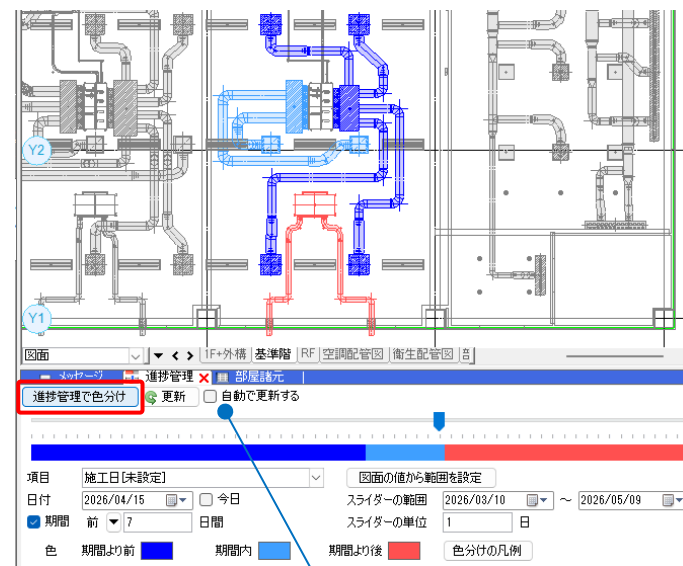 Y2
Y1
図面
1F+外構 基準階 RF 空調配管図 衛生配管図
メッセージ 進捗管理 部屋諸元
進捗管理で色分け 更新 自動で更新する
項目 施工日[未設定] 図面の値から範囲を設定
日付 2026/04/15 今日 スライダーの範囲 2026/03/10 ～ 2026/05/09
期間 前 7 日間 スライダーの単位 1 日
色 期間より前 期間内 期間より後 色分けの凡例